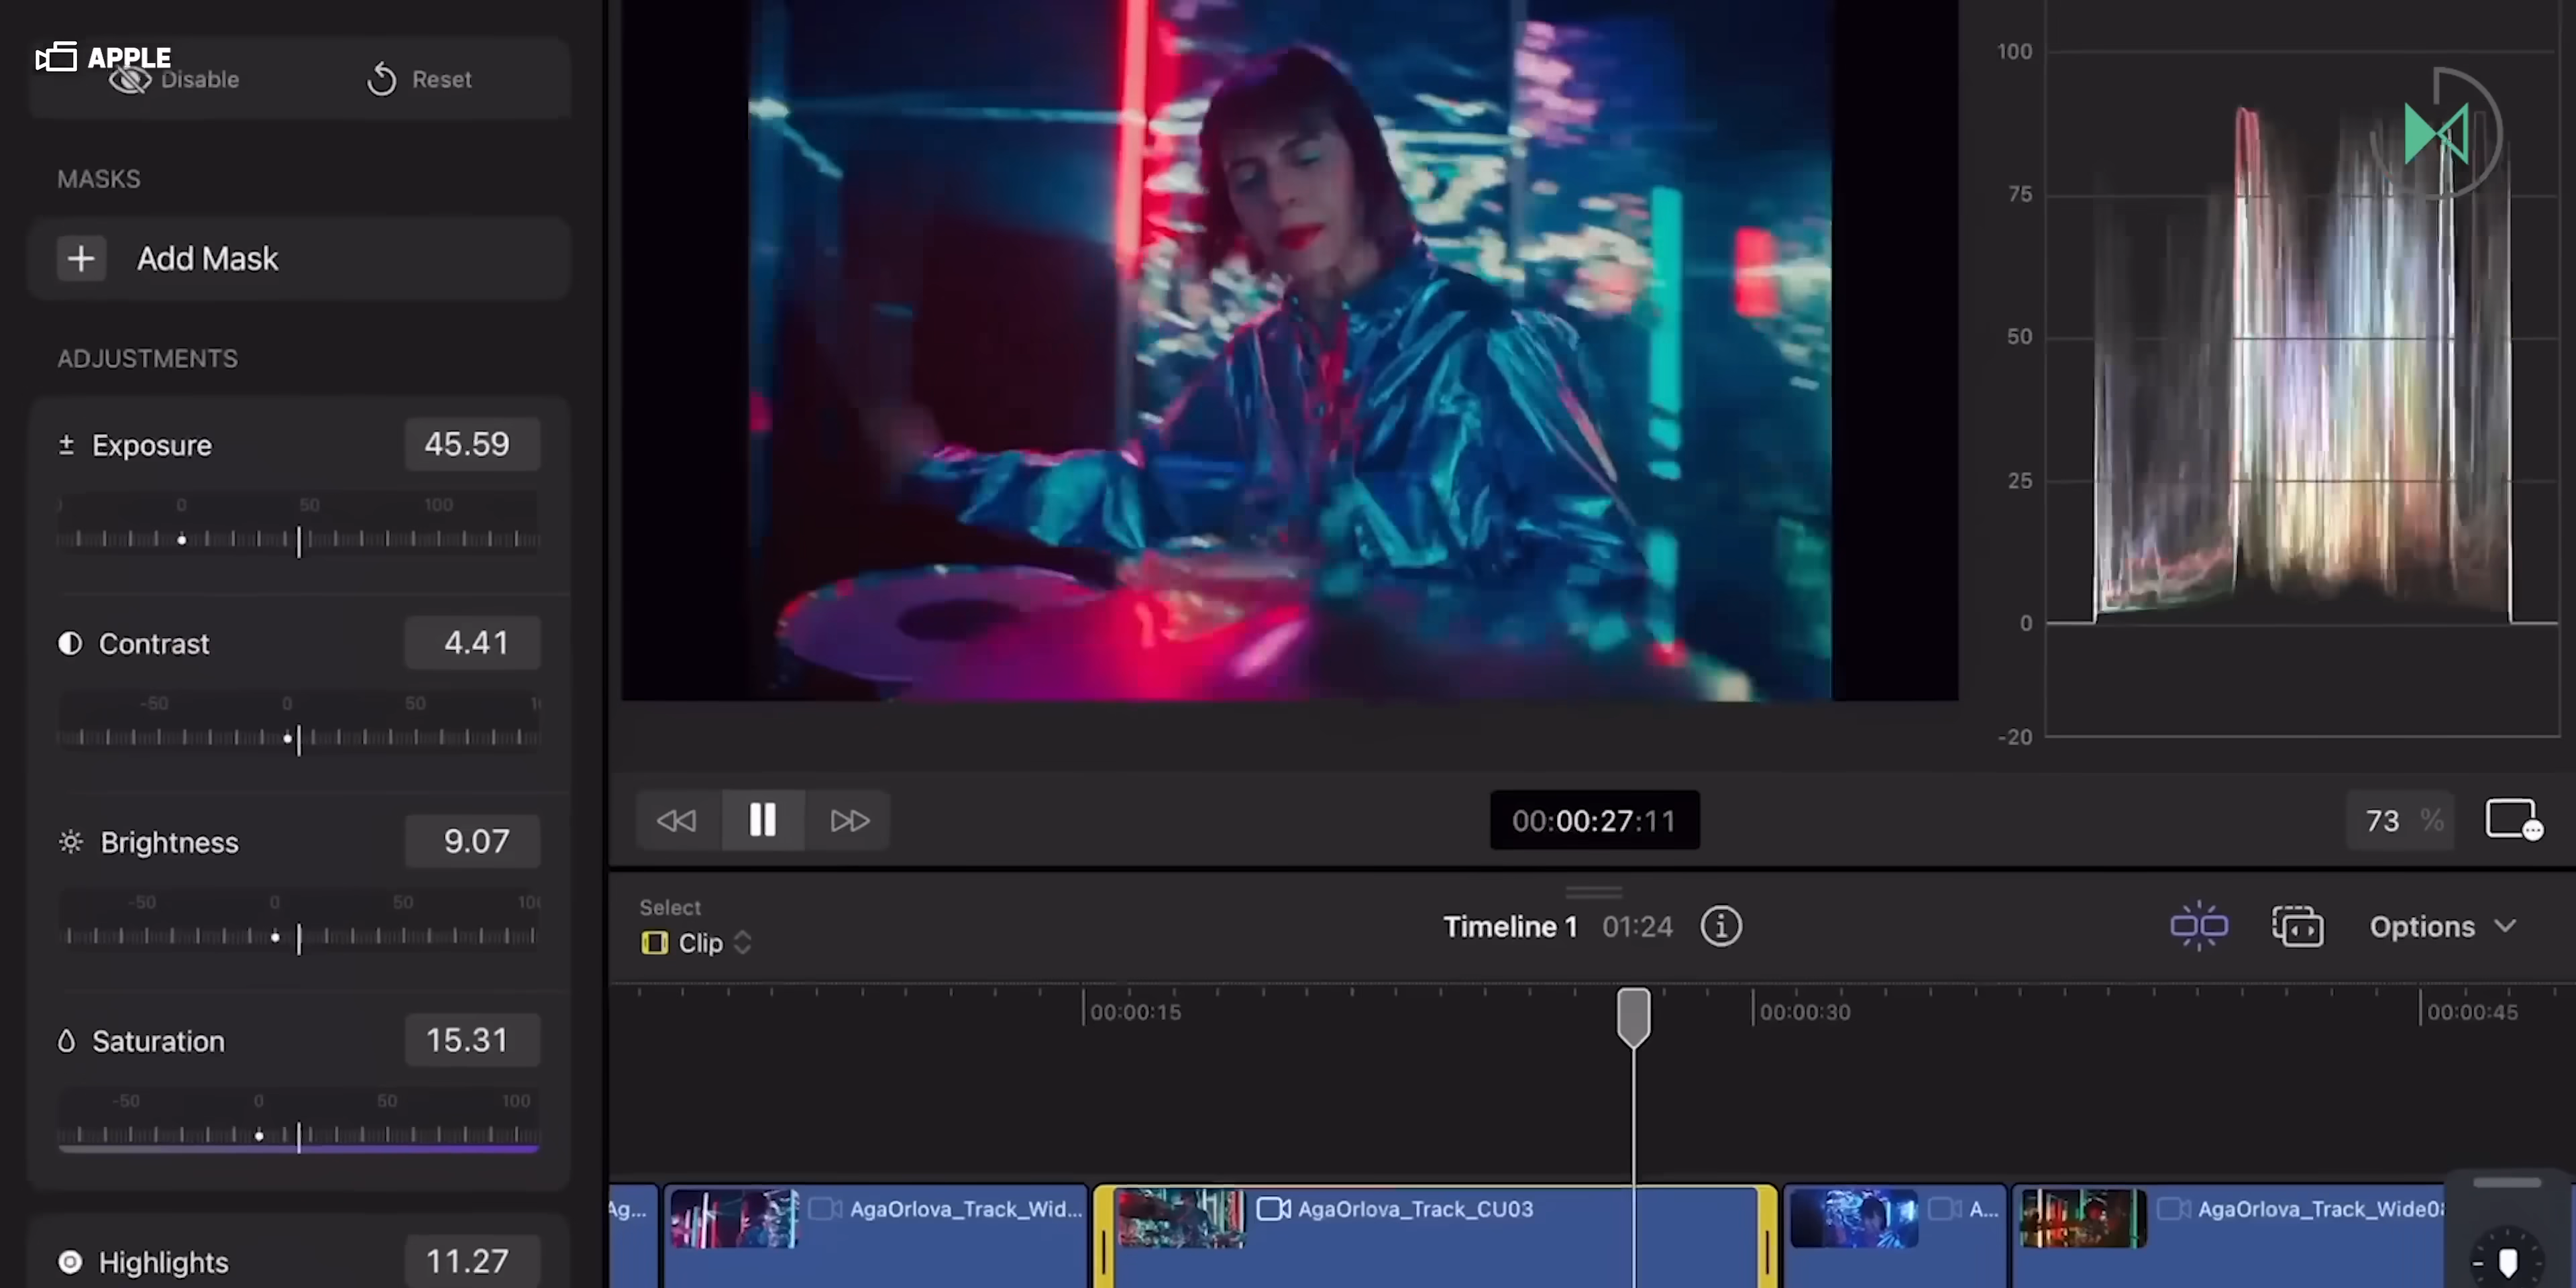 APPLE
Disable
Reset
MASKS
Add Mask
ADJUSTMENTS
Exposure 45.59
0 50 100
Contrast 4.41
-50 0 50
Brightness 9.07
-50 0 50 100
Saturation 15.31
-50 0 50 100
Highlights 11.27
100
75
50
25
0
-20
00:00:27:11
73 %
Select
Clip
Timeline 1 01:24
Options
00:00:15
00:00:30
00:00:45
Ag...
AgaOrlova_Track_Wid...
AgaOrlova_Track_CU03
A...
AgaOrlova_Track_Wide0